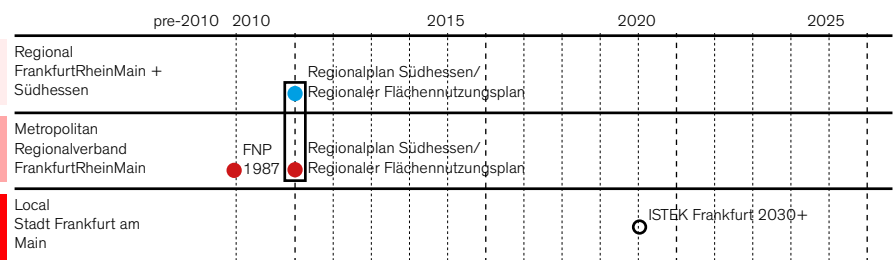 pre-2010 2010 2015 2020 2025
Regional
FrankfurtRheinMain +
Südhessen
Regionalplan Südhessen/
Regionaler Flächennutzungsplan
Metropolitan
Regionalverband
FrankfurtRheinMain
FNP
1987
Regionalplan Südhessen/
Regionaler Flächennutzungsplan
Local
Stadt Frankfurt am
Main
ISTEK Frankfurt 2030+